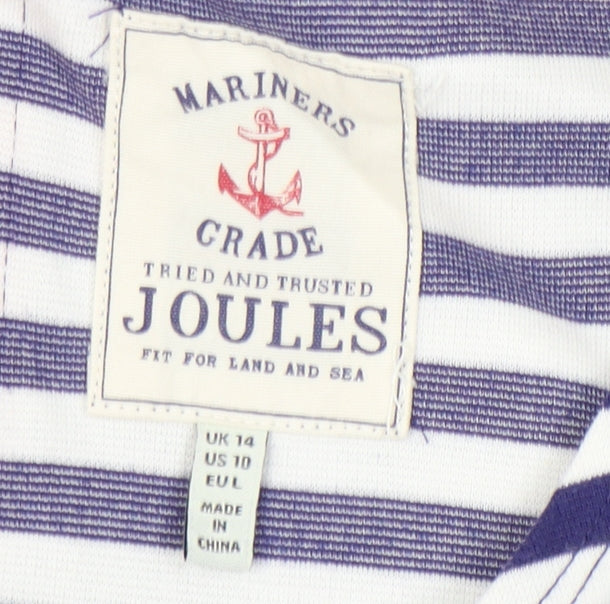 MARINERS
GRADE
TRIED AND TRUSTED
JOULES
FIT FOR LAND AND SEA
UK 14
US 10
EU L
MADE
IN
CHINA